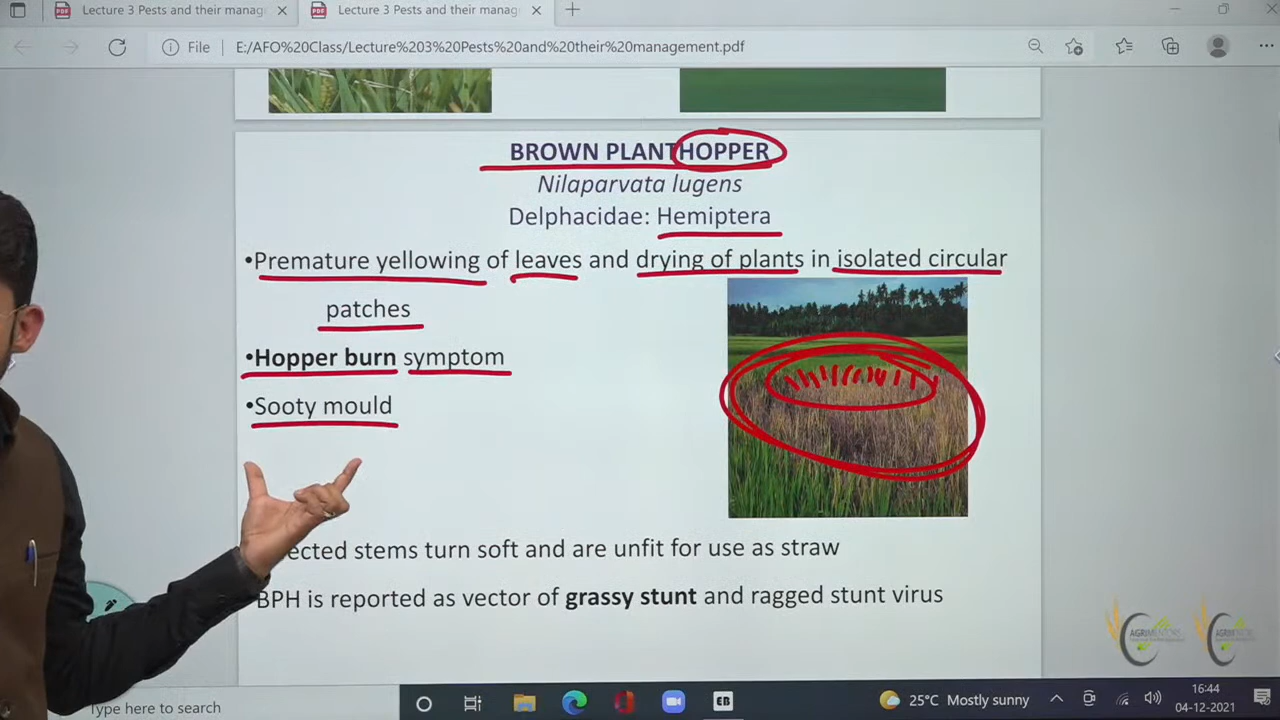 Lecture 3 Pests and their manag
Lecture 3 Pests and their manag
File
E:/AFO%20Class/Lecture%203%20Pests%20and%20their%20management.pdf
BROWN PLANTHOPPER
Nilaparvata lugens
Delphacidae: Hemiptera
•Premature yellowing of leaves and drying of plants in isolated circular
patches
•Hopper burn symptom
•Sooty mould
ected stems turn soft and are unfit for use as straw
BPH is reported as vector of grassy stunt and ragged stunt virus
AGRIMENTORS
Type here to search
EB
25°C Mostly sunny
16:44
04-12-2021